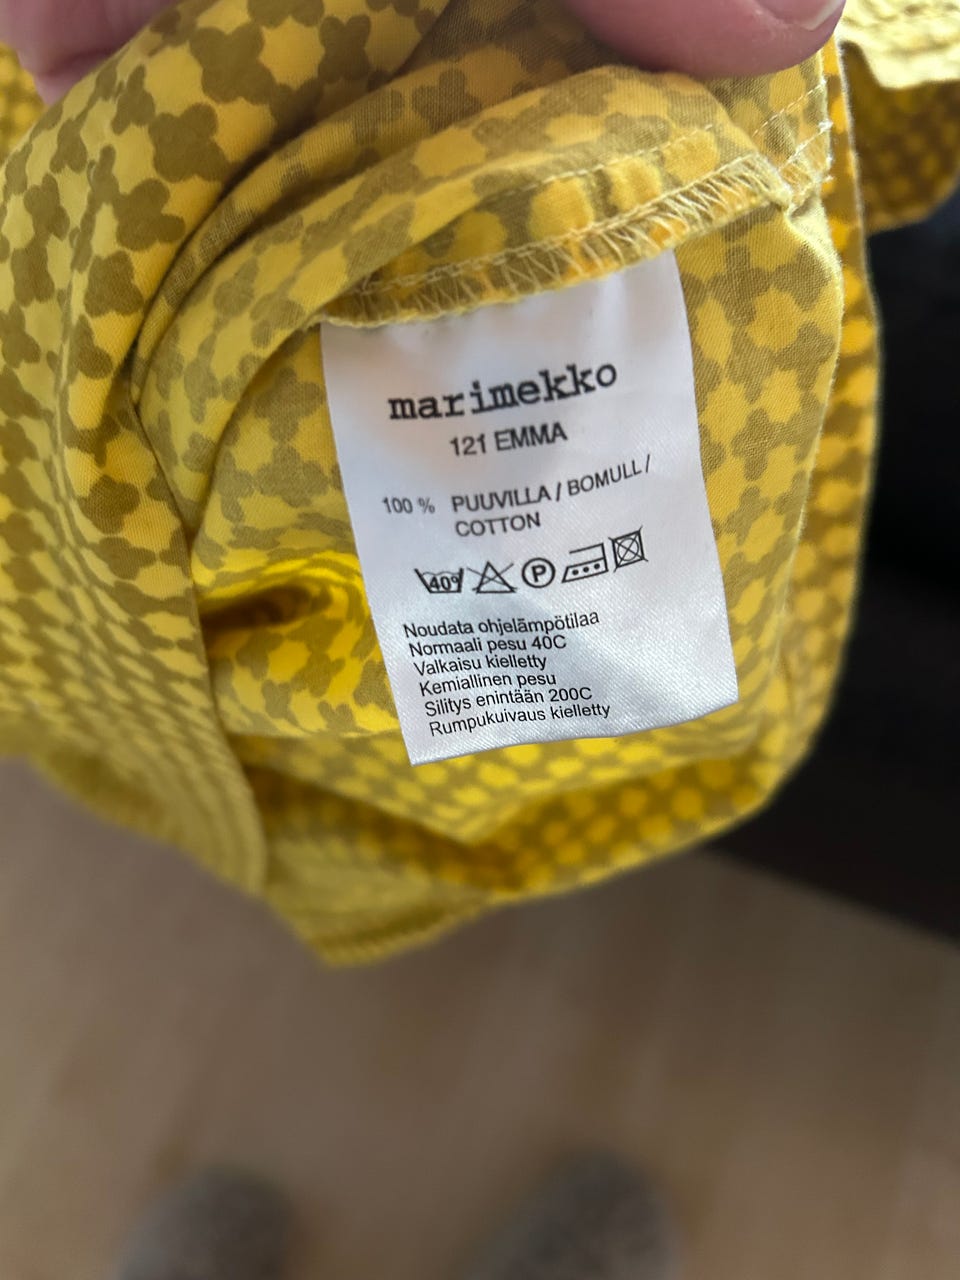 marimekko
121 EMMA
100 % PUUVILLA / BOMULL /
COTTON
40° P
Noudata ohjelämpötilaa
Normaali pesu 40C
Valkaisu kielletty
Kemiallinen pesu
Silitys enintään 200C
Rumpukuivaus kielletty